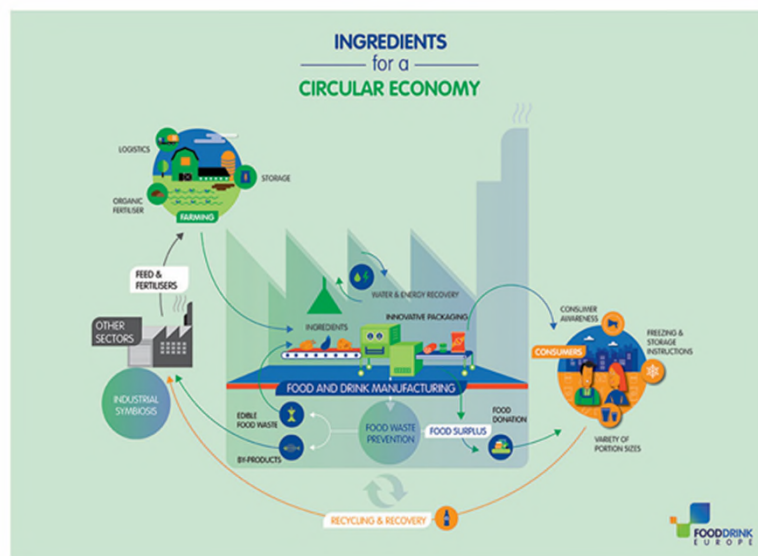 INGREDIENTS
for a
CIRCULAR ECONOMY
LOGISTICS
STORAGE
ORGANIC
FERTILISER
FARMING
FEED &
FERTILISERS
OTHER
SECTORS
INDUSTRIAL
SYMBIOSIS
WATER & ENERGY RECOVERY
INGREDIENTS
INNOVATIVE PACKAGING
FOOD AND DRINK MANUFACTURING
CONSUMER
AWARENESS
FREEZING &
STORAGE
INSTRUCTIONS
CONSUMERS
VARIETY OF
PORTION SIZES
EDIBLE
FOOD WASTE
BY-PRODUCTS
FOOD WASTE
PREVENTION
FOOD SURPLUS
FOOD
DONATION
RECYCLING & RECOVERY
FOODDRINK
EUROPE